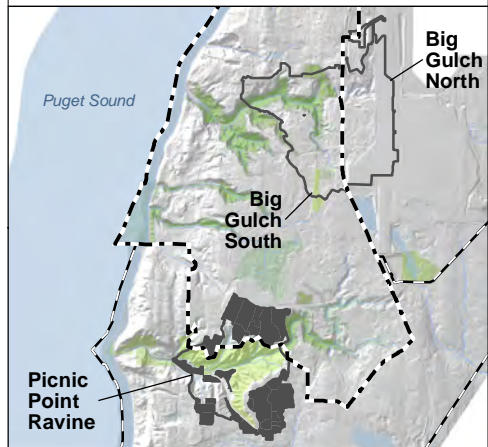 Big
Gulch
North
Puget Sound
Big
Gulch
South
Picnic
Point
Ravine